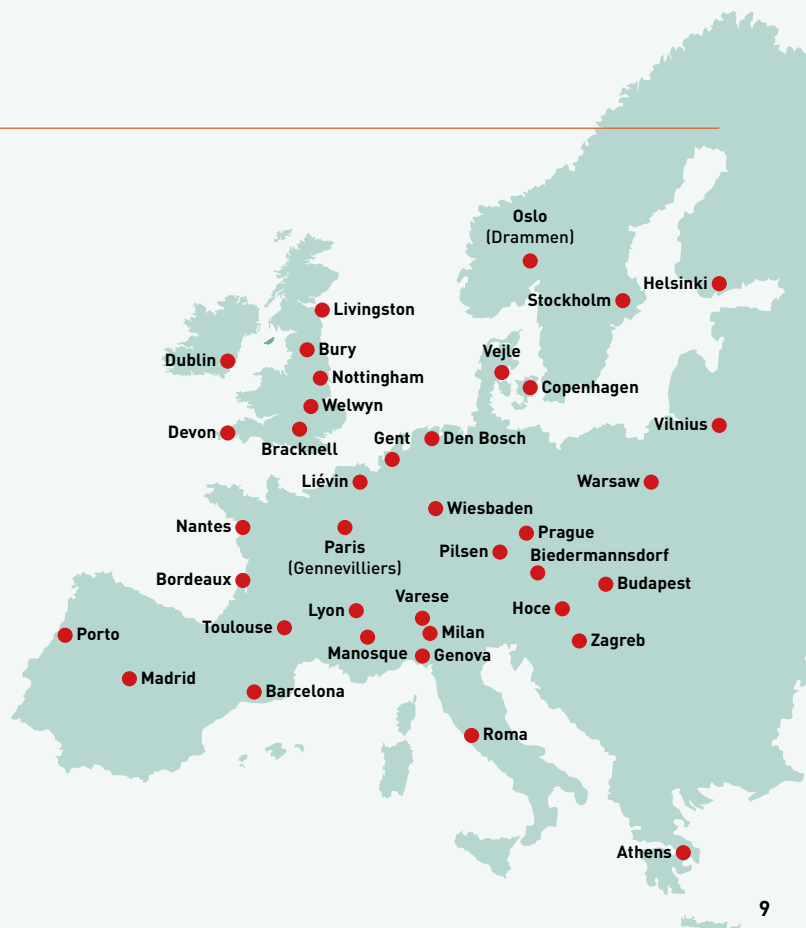 Oslo
(Drammen)
Helsinki
Stockholm
Livingston
Bury
Vejle
Dublin
Nottingham
Copenhagen
Welwyn
Vilnius
Devon
Gent
Den Bosch
Bracknell
Liévin
Warsaw
Wiesbaden
Nantes
Prague
Paris
(Gennevilliers)
Pilsen
Biedermannsdorf
Bordeaux
Budapest
Varese
Lyon
Hoce
Toulouse
Milan
Porto
Zagreb
Manosque
Genova
Madrid
Barcelona
Roma
Athens
9